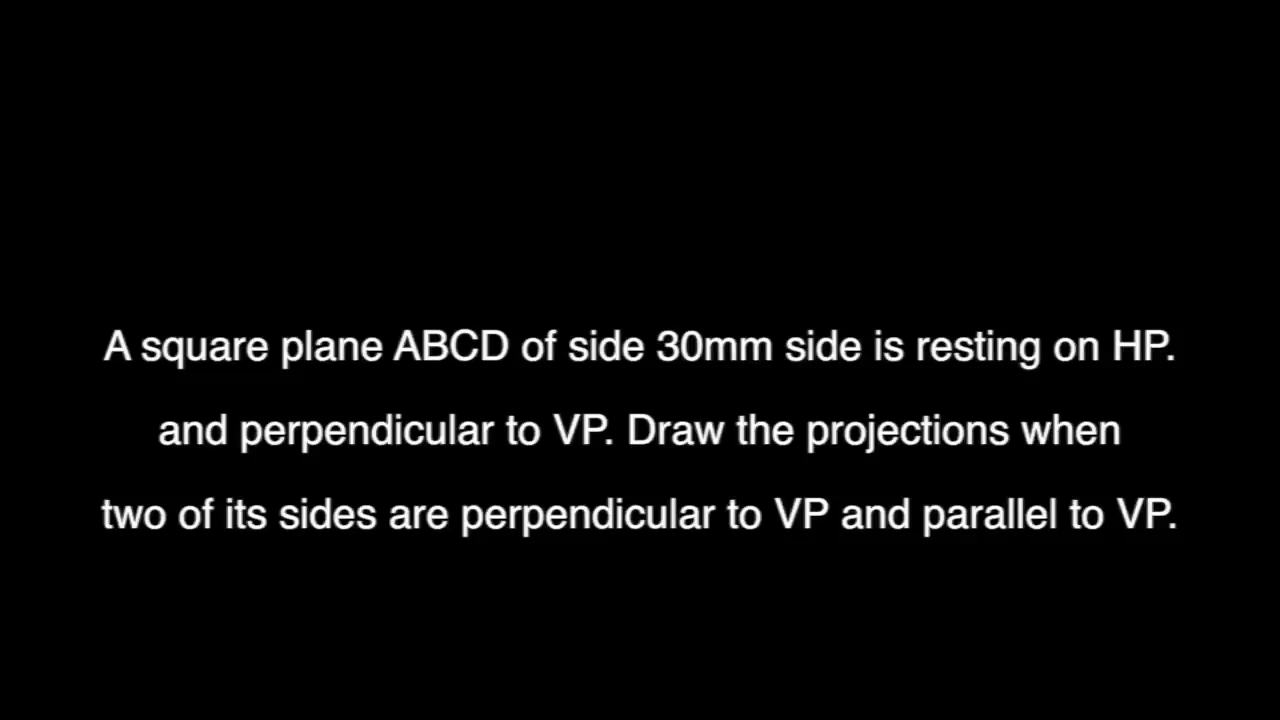 A square plane ABCD of side 30mm side is resting on HP.
and perpendicular to VP. Draw the projections when
two of its sides are perpendicular to VP and parallel to VP.